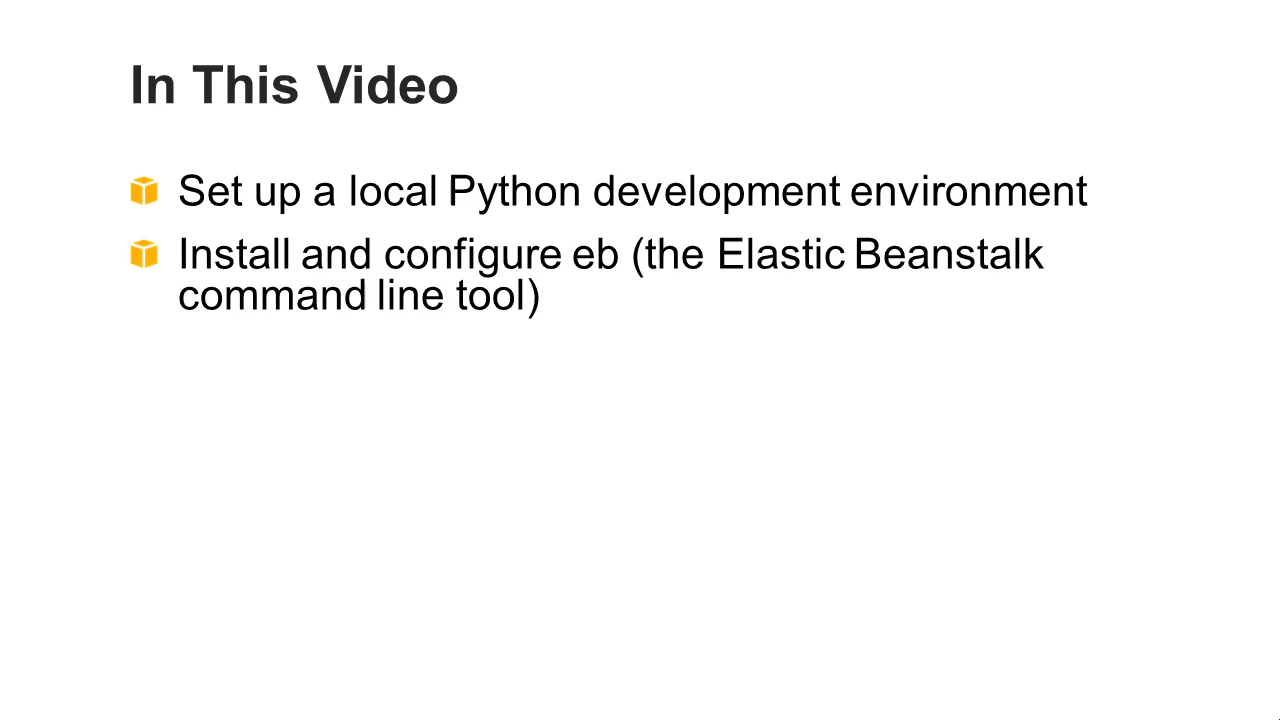 In This Video
Set up a local Python development environment
Install and configure eb (the Elastic Beanstalk
command line tool)